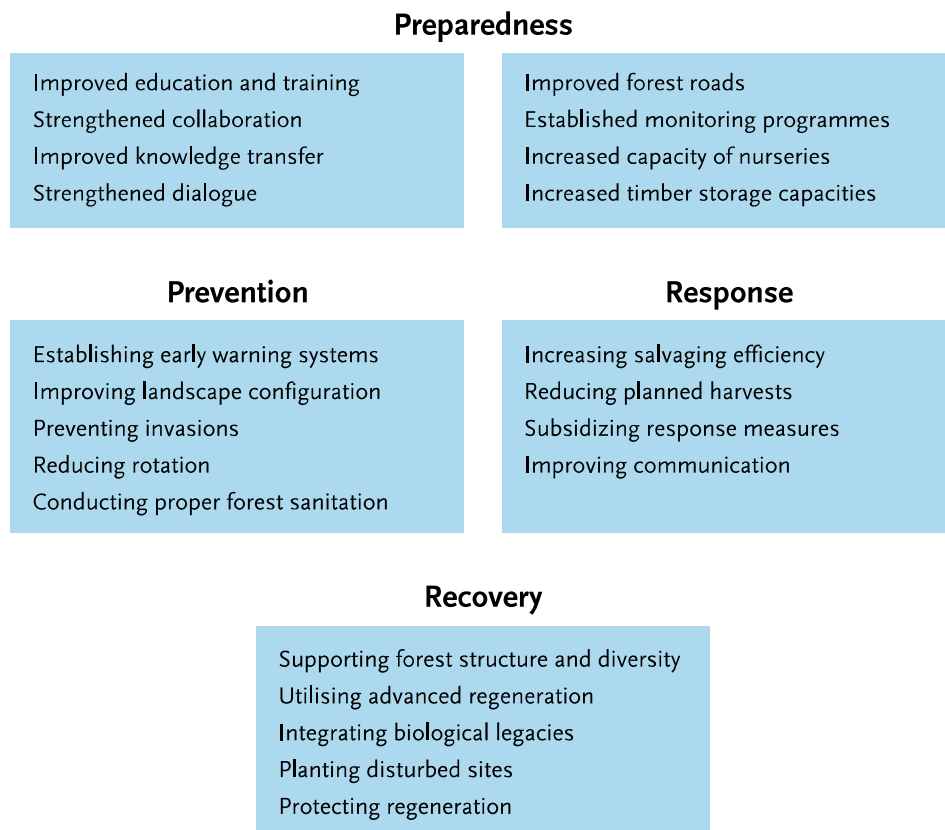 Preparedness
Improved education and training
Strengthened collaboration
Improved knowledge transfer
Strengthened dialogue
Improved forest roads
Established monitoring programmes
Increased capacity of nurseries
Increased timber storage capacities
Prevention
Establishing early warning systems
Improving landscape configuration
Preventing invasions
Reducing rotation
Conducting proper forest sanitation
Response
Increasing salvaging efficiency
Reducing planned harvests
Subsidizing response measures
Improving communication
Recovery
Supporting forest structure and diversity
Utilising advanced regeneration
Integrating biological legacies
Planting disturbed sites
Protecting regeneration